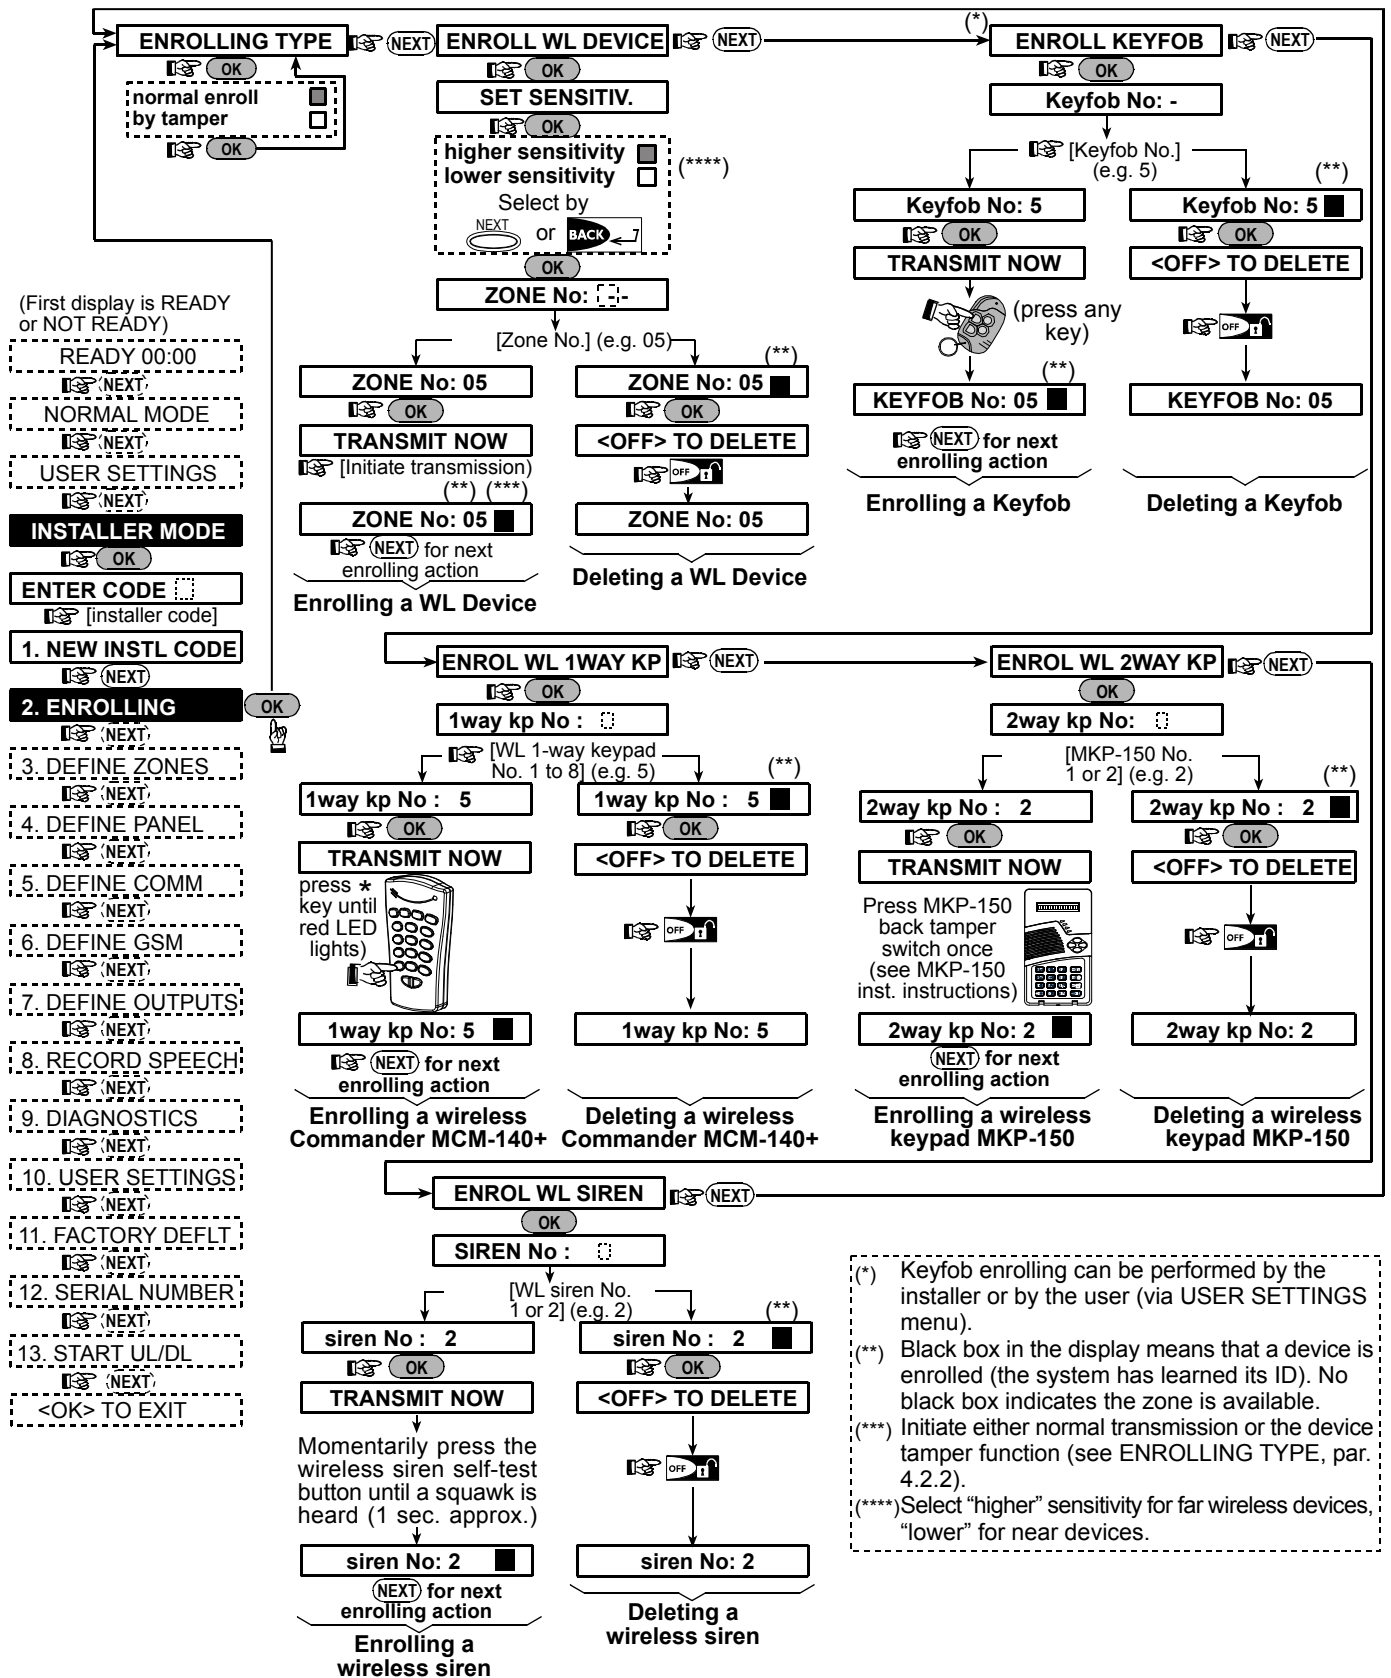 ENROLLING TYPE
NEXT
ENROLL WL DEVICE
NEXT
(*)
ENROLL KEYFOB
NEXT
OK
normal enroll
by tamper
OK
OK
SET SENSITIV.
OK
higher sensitivity
lower sensitivity
(****)
Select by
NEXT
or
BACK
OK
ZONE No: - -
[Zone No.] (e.g. 05)
ZONE No: 05
OK
TRANSMIT NOW
[Initiate transmission)
(**) (***)
ZONE No: 05
NEXT for next
enrolling action
Enrolling a WL Device
(**)
ZONE No: 05
OK
<OFF> TO DELETE
OFF
ZONE No: 05
Deleting a WL Device
OK
Keyfob No: -
[Keyfob No.]
(e.g. 5)
Keyfob No: 5
OK
TRANSMIT NOW
(press any
key)
(**)
KEYFOB No: 05
NEXT for next
enrolling action
Enrolling a Keyfob
(**)
Keyfob No: 5
OK
<OFF> TO DELETE
OFF
KEYFOB No: 05
Deleting a Keyfob
(First display is READY
or NOT READY)
READY 00:00
NEXT
NORMAL MODE
NEXT
USER SETTINGS
NEXT
INSTALLER MODE
OK
ENTER CODE
[installer code]
1. NEW INSTL CODE
NEXT
2. ENROLLING
OK
NEXT
3. DEFINE ZONES
NEXT
4. DEFINE PANEL
NEXT
5. DEFINE COMM
NEXT
6. DEFINE GSM
NEXT
7. DEFINE OUTPUTS
NEXT
8. RECORD SPEECH
NEXT
9. DIAGNOSTICS
NEXT
10. USER SETTINGS
NEXT
11. FACTORY DEFLT
NEXT
12. SERIAL NUMBER
NEXT
13. START UL/DL
NEXT
<OK> TO EXIT
ENROL WL 1WAY KP
NEXT
ENROL WL 2WAY KP
NEXT
OK
1way kp No :
[WL 1-way keypad
No. 1 to 8] (e.g. 5)
1way kp No : 5
OK
TRANSMIT NOW
press *
key until
red LED
lights)
1way kp No: 5
NEXT for next
enrolling action
Enrolling a wireless
Commander MCM-140+
(**)
1way kp No : 5
OK
<OFF> TO DELETE
OFF
1way kp No: 5
Deleting a wireless
Commander MCM-140+
OK
2way kp No:
[MKP-150 No.
1 or 2] (e.g. 2)
2way kp No : 2
OK
TRANSMIT NOW
Press MKP-150
back tamper
switch once
(see MKP-150
inst. instructions)
2way kp No: 2
NEXT for next
enrolling action
Enrolling a wireless
keypad MKP-150
(**)
2way kp No : 2
OK
<OFF> TO DELETE
OFF
2way kp No: 2
Deleting a wireless
keypad MKP-150
ENROL WL SIREN
NEXT
OK
SIREN No :
[WL siren No.
1 or 2] (e.g. 2)
siren No : 2
OK
TRANSMIT NOW
Momentarily press the
wireless siren self-test
button until a squawk is
heard (1 sec. approx.)
siren No: 2
NEXT for next
enrolling action
Enrolling a
wireless siren
(**)
siren No : 2
OK
<OFF> TO DELETE
OFF
siren No: 2
Deleting a
wireless siren
(*) Keyfob enrolling can be performed by the
installer or by the user (via USER SETTINGS
menu).
(**) Black box in the display means that a device is
enrolled (the system has learned its ID). No
black box indicates the zone is available.
(***) Initiate either normal transmission or the device
tamper function (see ENROLLING TYPE, par.
4.2.2).
(****)Select “higher” sensitivity for far wireless devices,
“lower” for near devices.